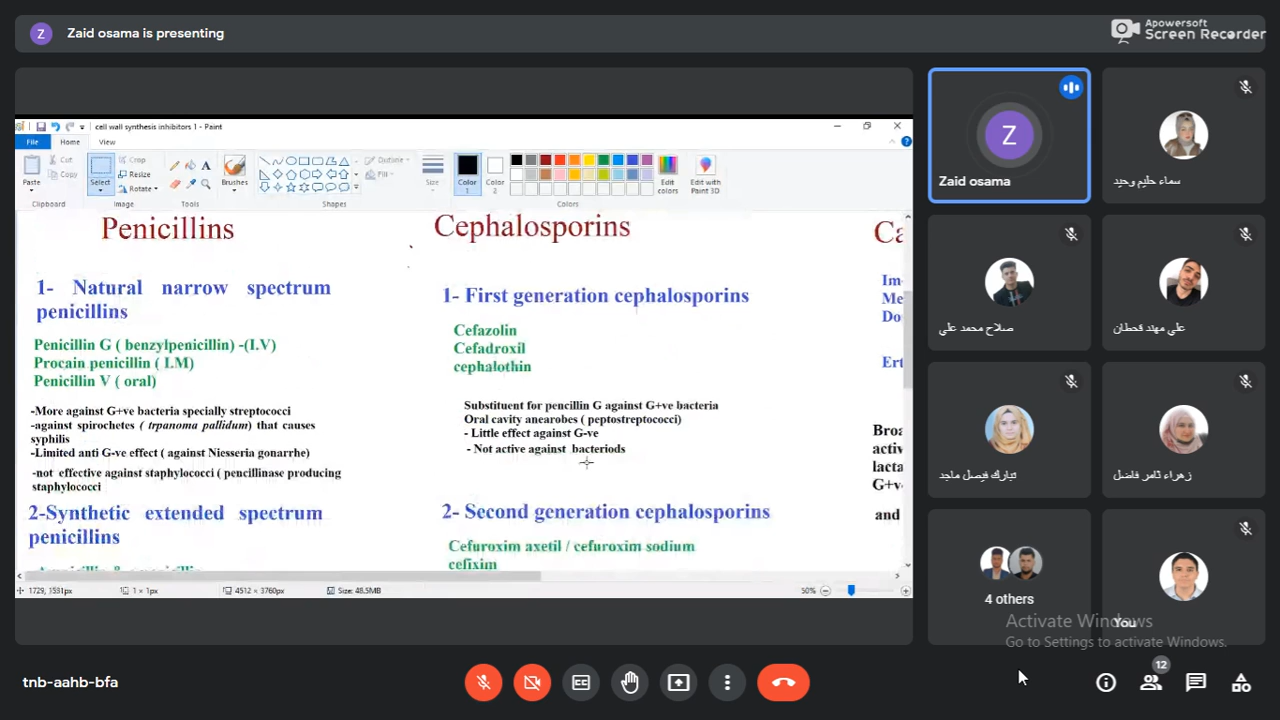 Zaid osama is presenting
Apowersoft
Screen Recorder
cell wall synthesis inhibitors 1 - Paint
File
Home
View
Paste
Cut
Copy
Clipboard
Select
Crop
Resize
Rotate
Image
Tools
Brushes
Outline
Fill
Shapes
Size
Color
1
Color
2
Edit
colors
Edit with
Paint 3D
Colors
Penicillins
1- Natural narrow spectrum
penicillins
Penicillin G ( benzylpenicillin) -(I.V)
Procain penicillin ( I.M)
Penicillin V ( oral)
-More against G+ve bacteria specially streptococci
-against spirochetes ( trpanoma pallidum) that causes
syphilis
-Limited anti G-ve effect ( against Niesseria gonarrhe)
-not effective against staphylococci ( pencillinase producing
staphylococci
2-Synthetic extended spectrum
penicillins
Cephalosporins
1- First generation cephalosporins
Cefazolin
Cefadroxil
cephalothin
Substituent for pencillin G against G+ve bacteria
Oral cavity anearobes ( peptostreptococci)
- Little effect against G-ve
- Not active against bacteriods
2- Second generation cephalosporins
Cefuroxim axetil / cefuroxim sodium
cefixim
Ca
Im-
Me
Do
Ert
Broa
activ
lacta
G+v
and
1729, 1531px
1 × 1px
4512 × 3760px
Size: 48.5MB
50%
Z
Zaid osama
سماء حليم وحيد
صلاح محمد علي
علي مهند قحطان
تبارك فيصل ماجد
زهراء ثامر فاضل
4 others
You
Activate Windows
Go to Settings to activate Windows.
tnb-aahb-bfa
12